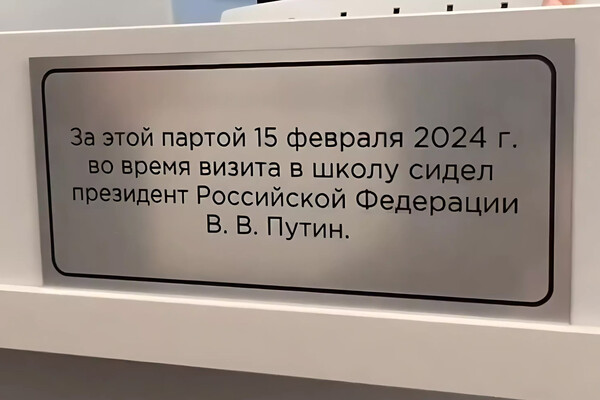 За этой партой 15 февраля 2024 г.
во время визита в школу сидел
президент Российской Федерации
В. В. Путин.